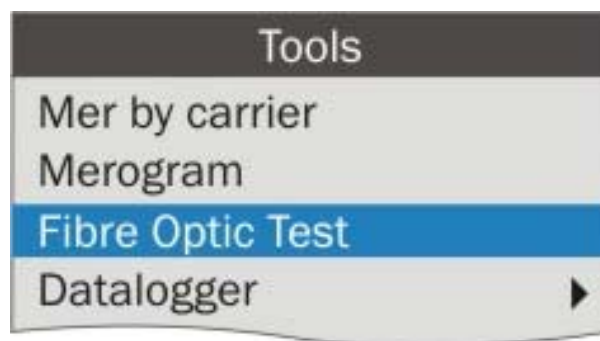 Tools
Mer by carrier
Merogram
Fibre Optic Test
Datalogger